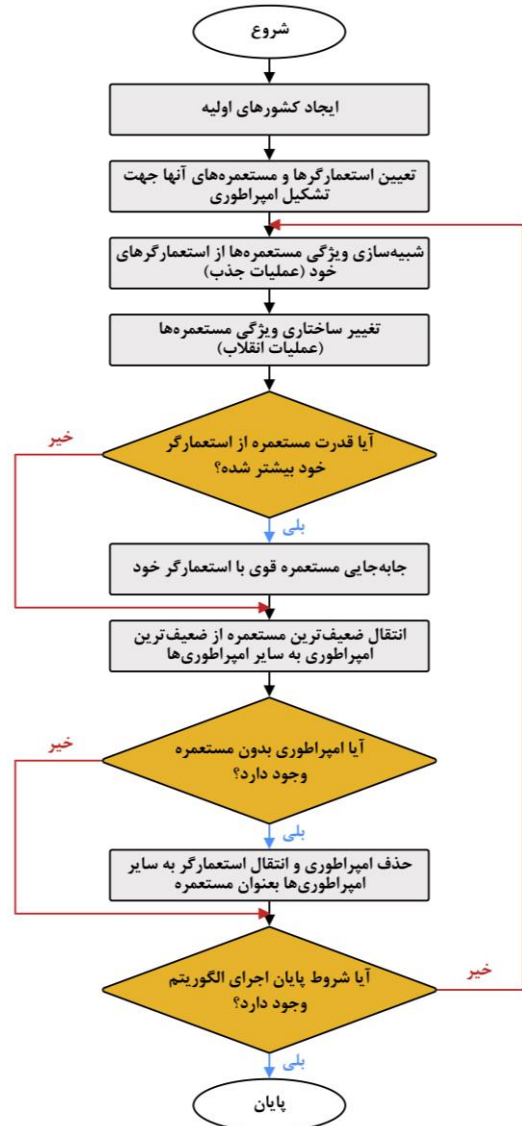 شروع
ایجاد کشورهای اولیه
تعیین استعمارگرها و مستعمره‌های آنها جهت
تشکیل امپراطوری
شبیه‌سازی ویژگی مستعمره‌ها از استعمارگرهای
خود (عملیات جذب)
تغییر ساختاری ویژگی مستعمره‌ها
(عملیات انقلاب)
آیا قدرت مستعمره از استعمارگر
خود بیشتر شده؟
خیر
بلی
جابه‌جایی مستعمره قوی با استعمارگر خود
انتقال ضعیف‌ترین مستعمره از ضعیف‌ترین
امپراطوری به سایر امپراطوری‌ها
آیا امپراطوری بدون مستعمره
وجود دارد؟
خیر
بلی
حذف امپراطوری و انتقال استعمارگر به سایر
امپراطوری‌ها بعنوان مستعمره
آیا شروط پایان اجرای الگوریتم
وجود دارد؟
خیر
بلی
پایان